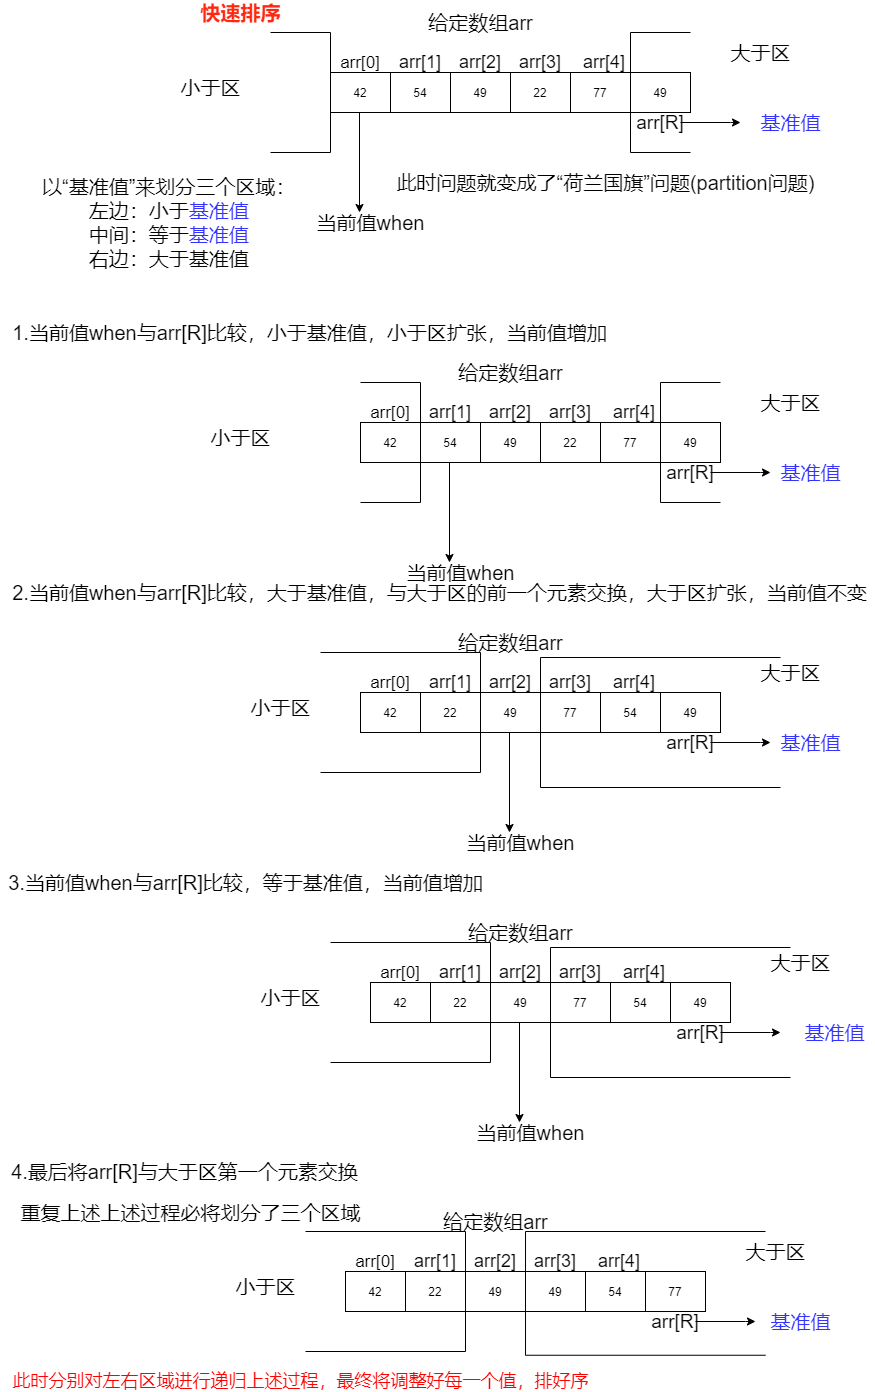 快速排序
给定数组arr
小于区
大于区
arr[0] arr[1] arr[2] arr[3] arr[4]
42 54 49 22 77 49
arr[R] 基准值
以“基准值”来划分三个区域：
左边：小于基准值
中间：等于基准值
右边：大于基准值
此时问题就变成了“荷兰国旗”问题(partition问题)
当前值when
1.当前值when与arr[R]比较，小于基准值，小于区扩张，当前值增加
给定数组arr
小于区
大于区
arr[0] arr[1] arr[2] arr[3] arr[4]
42 54 49 22 77 49
arr[R] 基准值
当前值when
2.当前值when与arr[R]比较，大于基准值，与大于区的前一个元素交换，大于区扩张，当前值不变
给定数组arr
小于区
大于区
arr[0] arr[1] arr[2] arr[3] arr[4]
42 22 49 77 54 49
arr[R] 基准值
当前值when
3.当前值when与arr[R]比较，等于基准值，当前值增加
给定数组arr
小于区
大于区
arr[0] arr[1] arr[2] arr[3] arr[4]
42 22 49 77 54 49
arr[R] 基准值
当前值when
4.最后将arr[R]与大于区第一个元素交换
重复上述上述过程必将划分了三个区域
给定数组arr
小于区
大于区
arr[0] arr[1] arr[2] arr[3] arr[4]
42 22 49 49 54 77
arr[R] 基准值
此时分别对左右区域进行递归上述过程，最终将调整好每一个值，排好序